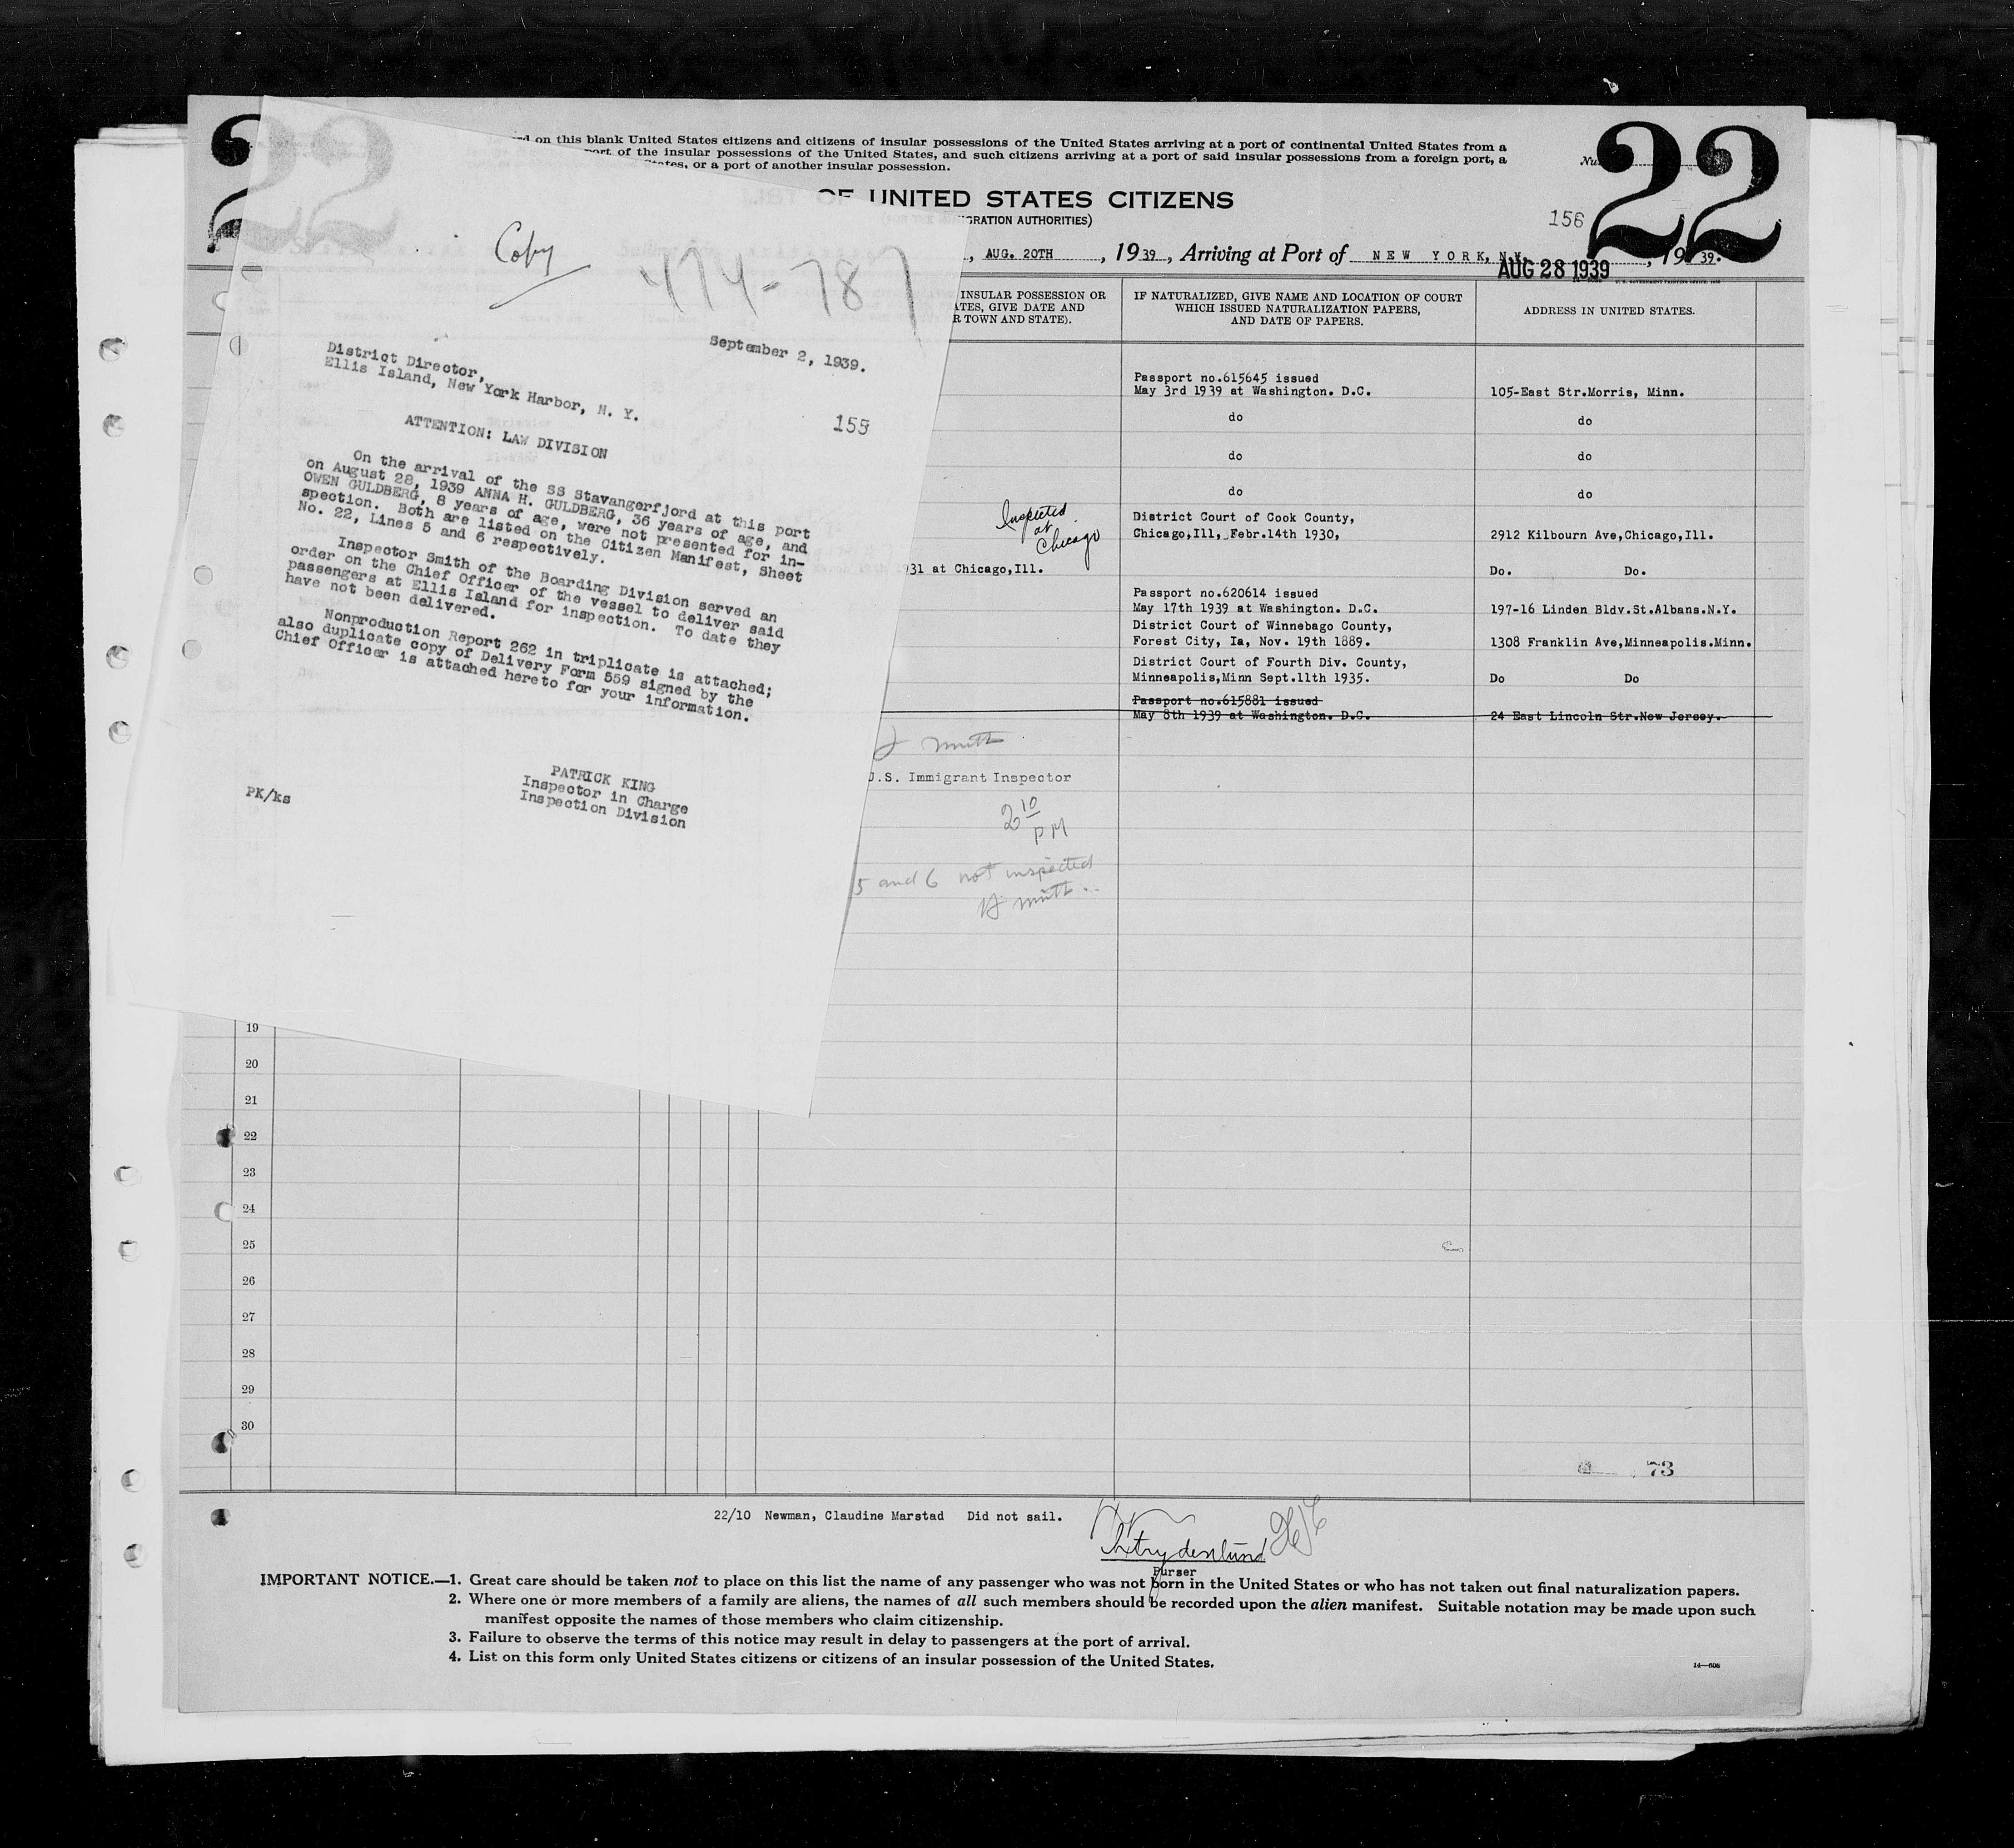 22
on this blank United States citizens and citizens of insular possessions of the United States arriving at a port of continental United States from a
of the insular possessions of the United States, and such citizens arriving at a port of said insular possessions from a foreign port, a
or a port of another insular possession.
OF UNITED STATES CITIZENS
GRATION AUTHORITIES)
156
, AUG. 20TH , 1939, Arriving at Port of NEW YORK, N.Y. , 1939.
AUG 28 1939
INSULAR POSSESSION OR
ATES, GIVE DATE AND
R TOWN AND STATE).
IF NATURALIZED, GIVE NAME AND LOCATION OF COURT
WHICH ISSUED NATURALIZATION PAPERS,
AND DATE OF PAPERS.
ADDRESS IN UNITED STATES.
Copy
474-787
September 2, 1939.
District Director,
Ellis Island, New York Harbor, N. Y.
155
ATTENTION: LAW DIVISION
On the arrival of the SS Stavangerfjord at this port
on August 28, 1939 ANNA H. GULDBERG, 36 years of age, and
OWEN GULDBERG, 8 years of age, were not presented for in-
spection. Both are listed on the Citizen Manifest, Sheet
No. 22, Lines 5 and 6 respectively.
Inspector Smith of the Boarding Division served an
order on the Chief Officer of the vessel to deliver said
passengers at Ellis Island for inspection. To date they
have not been delivered.
Nonproduction Report 262 in triplicate is attached;
also duplicate copy of Delivery Form 559 signed by the
Chief Officer is attached hereto for your information.
PATRICK KING
Inspector in Charge
Inspection Division
PK/ks
Passport no.615645 issued
May 3rd 1939 at Washington. D.C. 105-East Str.Morris, Minn.
do do
do do
do do
Inspected
at
Chicago
District Court of Cook County,
Chicago,Ill, Febr.14th 1930, 2912 Kilbourn Ave,Chicago,Ill.
31 at Chicago,Ill. Do. Do.
Passport no.620614 issued
May 17th 1939 at Washington. D.C. 197-16 Linden Bldv.St.Albans.N.Y.
District Court of Winnebago County,
Forest City, Ia, Nov. 19th 1889. 1308 Franklin Ave,Minneapolis.Minn.
District Court of Fourth Div. County,
Minneapolis,Minn Sept.11th 1935. Do Do
Passport no.615881 issued
May 8th 1939 at Washington. D.C. 24 East Lincoln Str.New Jersey.
U.S. Immigrant Inspector
2 10
PM
5 and 6 not inspected
19
20
21
22
23
24
25
26
27
28
29
30
73
22/10 Newman, Claudine Marstad Did not sail.
Purser
IMPORTANT NOTICE.—1. Great care should be taken not to place on this list the name of any passenger who was not born in the United States or who has not taken out final naturalization papers.
2. Where one or more members of a family are aliens, the names of all such members should be recorded upon the alien manifest. Suitable notation may be made upon such
manifest opposite the names of those members who claim citizenship.
3. Failure to observe the terms of this notice may result in delay to passengers at the port of arrival.
4. List on this form only United States citizens or citizens of an insular possession of the United States.
14—608